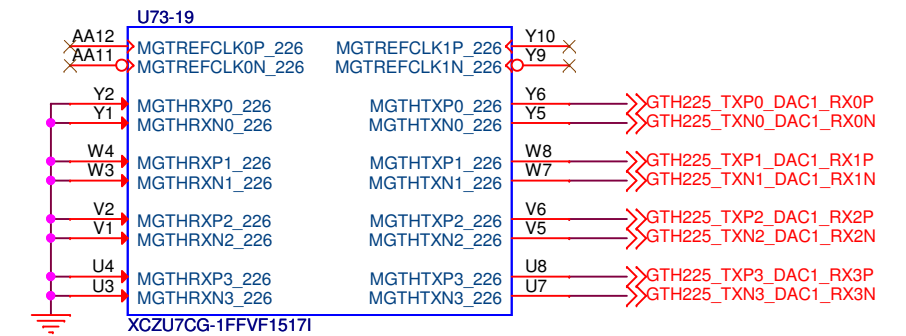 U73-19
AA12 MGTREFCLK0P_226 MGTREFCLK1P_226 Y10
AA11 MGTREFCLK0N_226 MGTREFCLK1N_226 Y9
Y2 MGTHRXP0_226 MGTHTXP0_226 Y6 GTH225_TXP0_DAC1_RX0P
Y1 MGTHRXN0_226 MGTHTXN0_226 Y5 GTH225_TXN0_DAC1_RX0N
W4 MGTHRXP1_226 MGTHTXP1_226 W8 GTH225_TXP1_DAC1_RX1P
W3 MGTHRXN1_226 MGTHTXN1_226 W7 GTH225_TXN1_DAC1_RX1N
V2 MGTHRXP2_226 MGTHTXP2_226 V6 GTH225_TXP2_DAC1_RX2P
V1 MGTHRXN2_226 MGTHTXN2_226 V5 GTH225_TXN2_DAC1_RX2N
U4 MGTHRXP3_226 MGTHTXP3_226 U8 GTH225_TXP3_DAC1_RX3P
U3 MGTHRXN3_226 MGTHTXN3_226 U7 GTH225_TXN3_DAC1_RX3N
XCZU7CG-1FFVF1517I